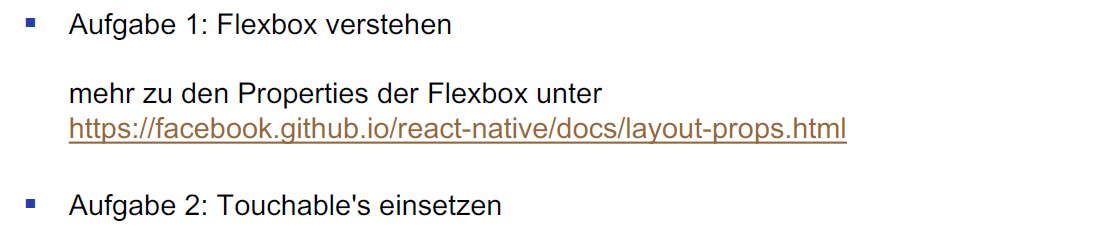 Aufgabe 1: Flexbox verstehen
mehr zu den Properties der Flexbox unter
https://facebook.github.io/react-native/docs/layout-props.html
Aufgabe 2: Touchable's einsetzen